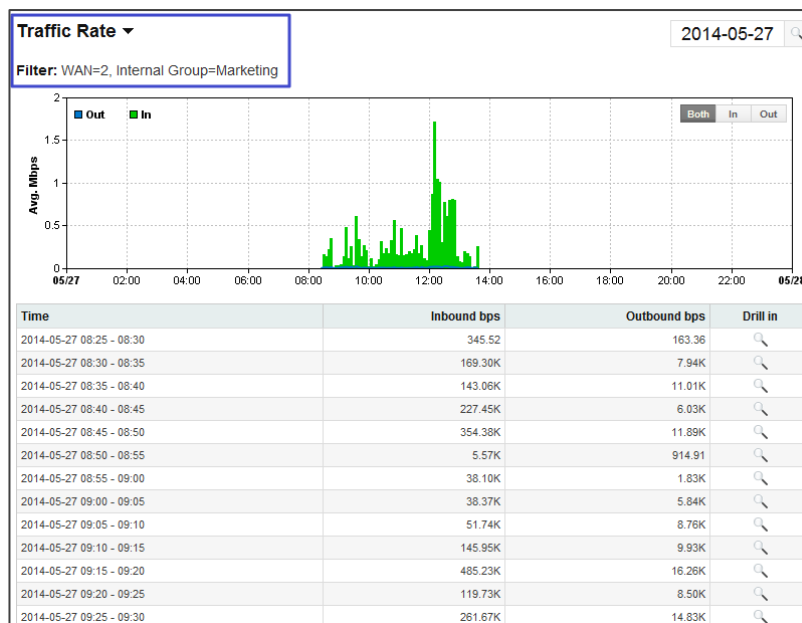 Traffic Rate
2014-05-27
Filter: WAN=2, Internal Group=Marketing
2
Out In
Both In Out
1.5
1
0.5
0
Avg. Mbps
05/27 02:00 04:00 06:00 08:00 10:00 12:00 14:00 16:00 18:00 20:00 22:00 05/28
Time Inbound bps Outbound bps Drill in
2014-05-27 08:25 - 08:30 345.52 163.36
2014-05-27 08:30 - 08:35 169.30K 7.94K
2014-05-27 08:35 - 08:40 143.06K 11.01K
2014-05-27 08:40 - 08:45 227.45K 6.03K
2014-05-27 08:45 - 08:50 354.38K 11.89K
2014-05-27 08:50 - 08:55 5.57K 914.91
2014-05-27 08:55 - 09:00 38.10K 1.83K
2014-05-27 09:00 - 09:05 38.37K 5.84K
2014-05-27 09:05 - 09:10 51.74K 8.76K
2014-05-27 09:10 - 09:15 145.95K 9.93K
2014-05-27 09:15 - 09:20 485.23K 16.26K
2014-05-27 09:20 - 09:25 119.73K 8.50K
2014-05-27 09:25 - 09:30 261.67K 14.83K